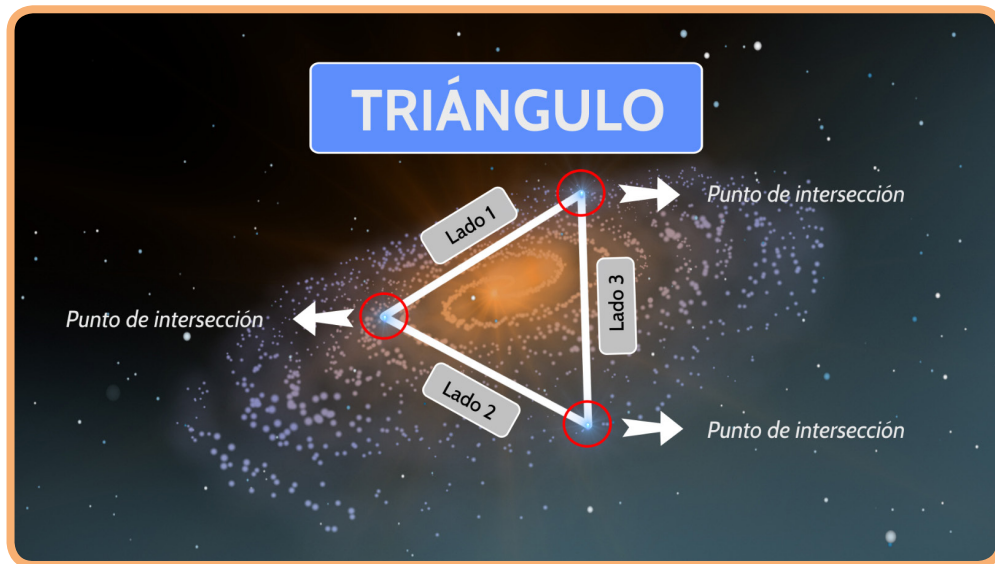 TRIÁNGULO
Punto de intersección
Lado 1
Lado 3
Punto de intersección
Lado 2
Punto de intersección